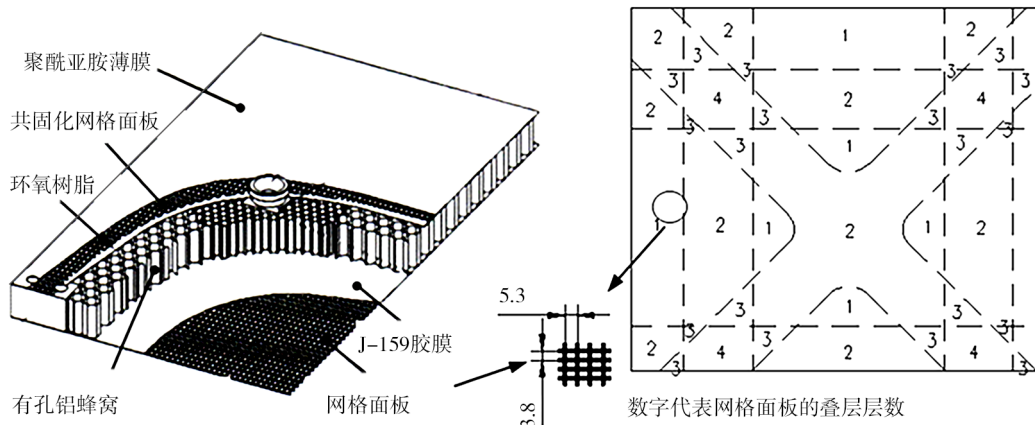 聚酰亚胺薄膜
共固化网格面板
环氧树脂
有孔铝蜂窝
网格面板
J-159胶膜
5.3
3.8
2 2 1 2
3 3
3 3
3 3
2 4 2 4
3 3 3 3
3 1 3
1 2 1 2 1 2
3 1 3
3 3 3 3
2 4 2 4
3 3
数字代表网格面板的叠层层数